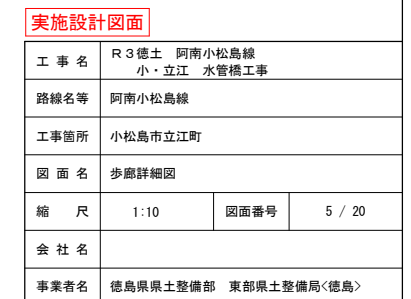 実施設計図面
工 事 名 R3徳土 阿南小松島線
小・立江 水管橋工事
路線名等 阿南小松島線
工事箇所 小松島市立江町
図 面 名 歩廊詳細図
縮 尺 1:10 図面番号 5 / 20
会 社 名
事業者名 徳島県県土整備部 東部県土整備局<徳島>